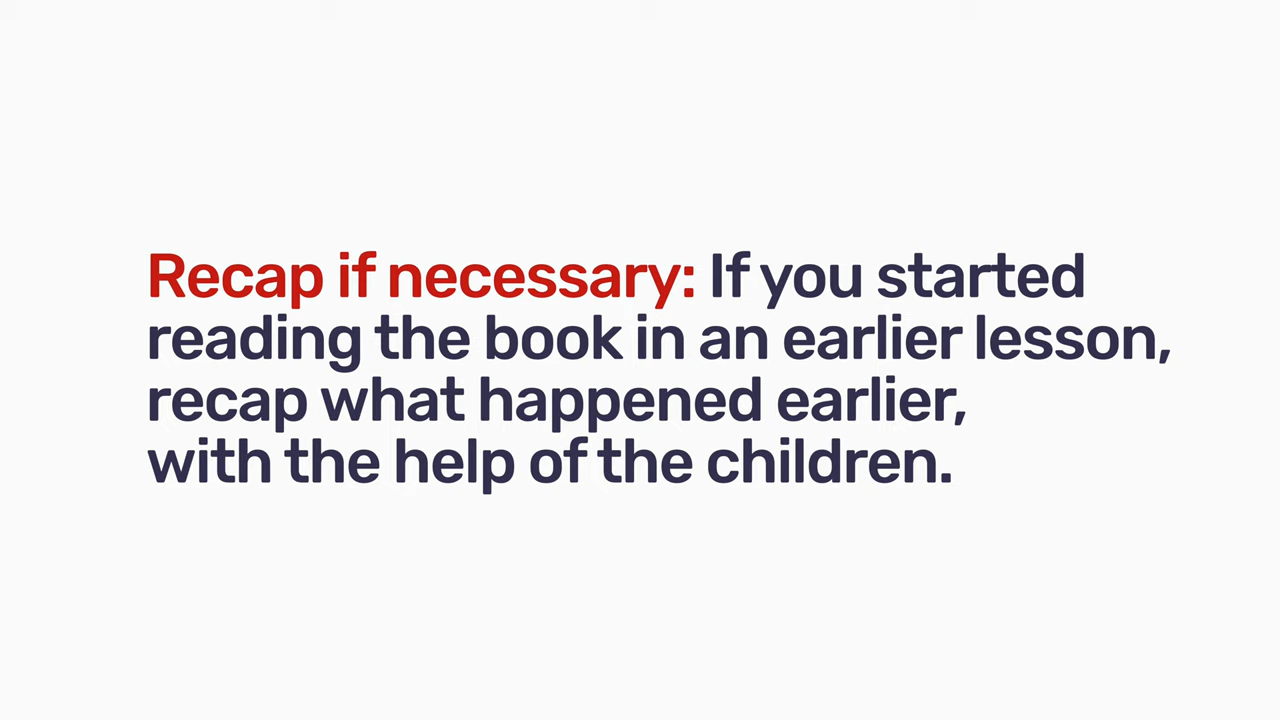 Recap if necessary: If you started
reading the book in an earlier lesson,
recap what happened earlier,
with the help of the children.